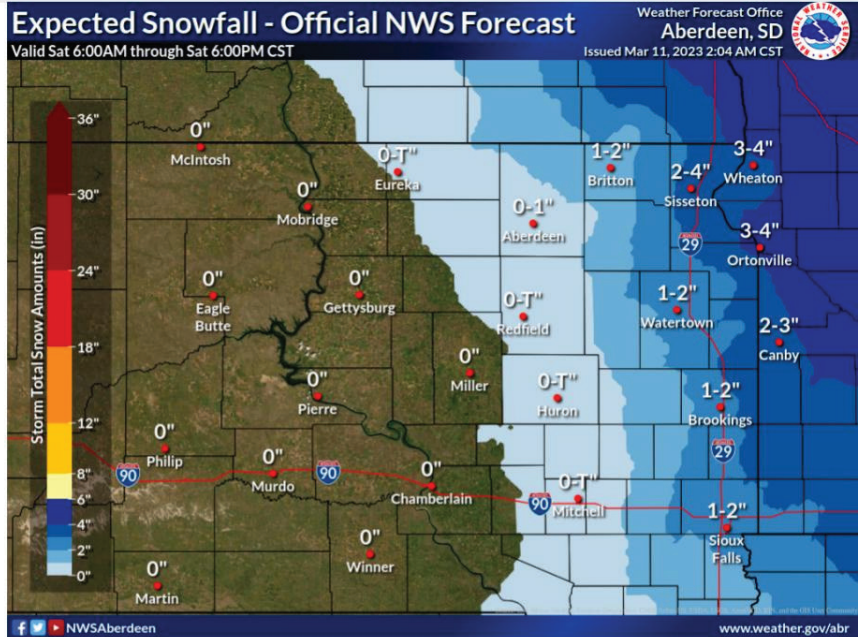 Expected Snowfall - Official NWS Forecast
Valid Sat 6:00AM through Sat 6:00PM CST
Weather Forecast Office
Aberdeen, SD
Issued Mar 11, 2023 2:04 AM CST
NATIONAL WEATHER SERVICE
Storm Total Snow Amounts (in)
36"
30"
24"
18"
12"
8"
6"
4"
2"
0"
0"
McIntosh
0-T"
Eureka
1-2"
Britton
2-4"
Sisseton
3-4"
Wheaton
0"
Mobridge
0-1"
Aberdeen
29
3-4"
Ortonville
0"
Eagle
Butte
0"
Gettysburg
0-T"
Redfield
1-2"
Watertown
2-3"
Canby
0"
Miller
0"
Pierre
0-T"
Huron
1-2"
Brookings
0"
Philip
90
0"
Murdo
90
0"
Chamberlain
90
0-T"
Mitchell
29
1-2"
Sioux
Falls
0"
Martin
0"
Winner
NWSAberdeen
www.weather.gov/abr